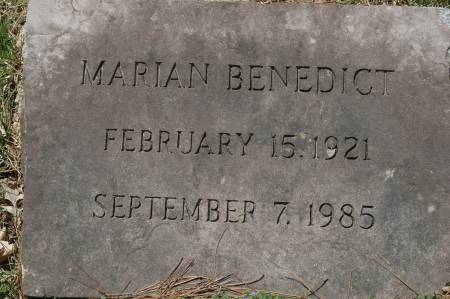 MARIAN BENEDICT
FEBRUARY 15, 1921
SEPTEMBER 7, 1985